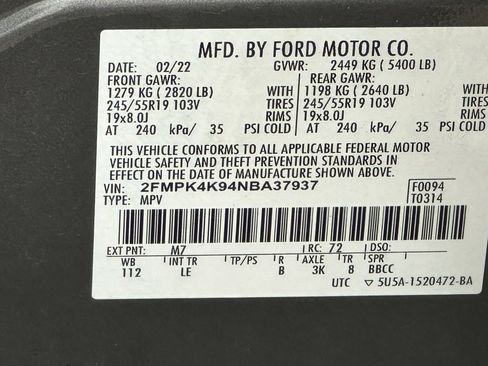 MFD. BY FORD MOTOR CO.
DATE: 02/22 GVWR: 2449 KG ( 5400 LB)
FRONT GAWR: REAR GAWR:
1279 KG ( 2820 LB) WITH 1198 KG ( 2640 LB) WITH
245/55R19 103V TIRES 245/55R19 103V TIRES
19x8.0J RIMS 19x8.0J RIMS
AT 240 kPa/ 35 PSI COLD AT 240 kPa/ 35 PSI COLD
THIS VEHICLE CONFORMS TO ALL APPLICABLE FEDERAL MOTOR
VEHICLE SAFETY AND THEFT PREVENTION STANDARDS IN
EFFECT ON THE DATE OF MANUFACTURE SHOWN ABOVE.
VIN: 2FMPK4K94NBA37937 F0094
TYPE: MPV T0314
EXT PNT: M7 RC: 72 DSO:
WB INT TR TP/PS R AXLE TR SPR
112 LE B 3K 8 BBCC
UTC ▽ 5U5A-1520472-BA